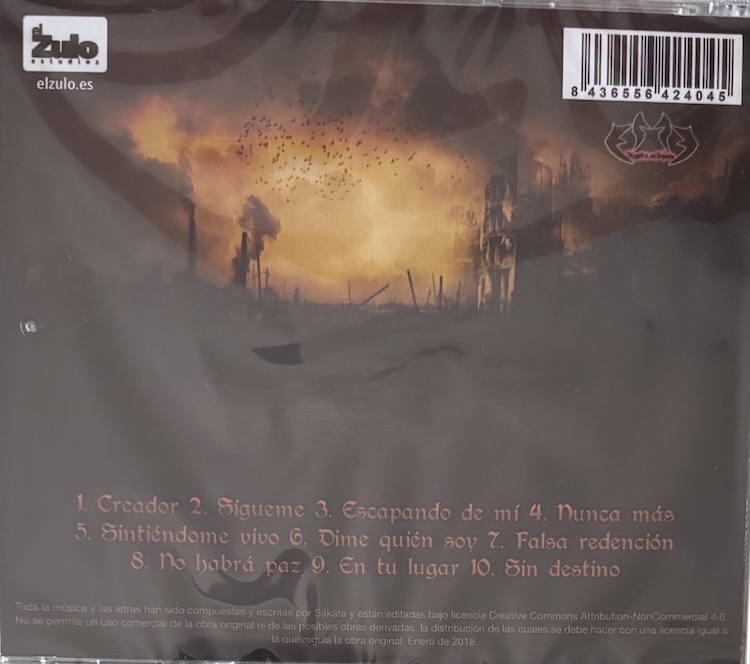 el
Zulo
estudios
elzulo.es
8 436556 424045
1. Creador 2. Sígueme 3. Escapando de mí 4. Nunca más
5. Sintiéndome vivo 6. Dime quién soy 7. Falsa redención
8. No habrá paz 9. En tu lugar 10. Sin destino
Toda la música y las letras han sido compuestas y escritas por Sákata y están editadas bajo licencia Creative Commons Attribution-NonCommercial 4.0.
No se permite un uso comercial de la obra original ni de las posibles obras derivadas, la distribución de las cuales se debe hacer con una licencia igual a
la que regula la obra original. Enero de 2018.